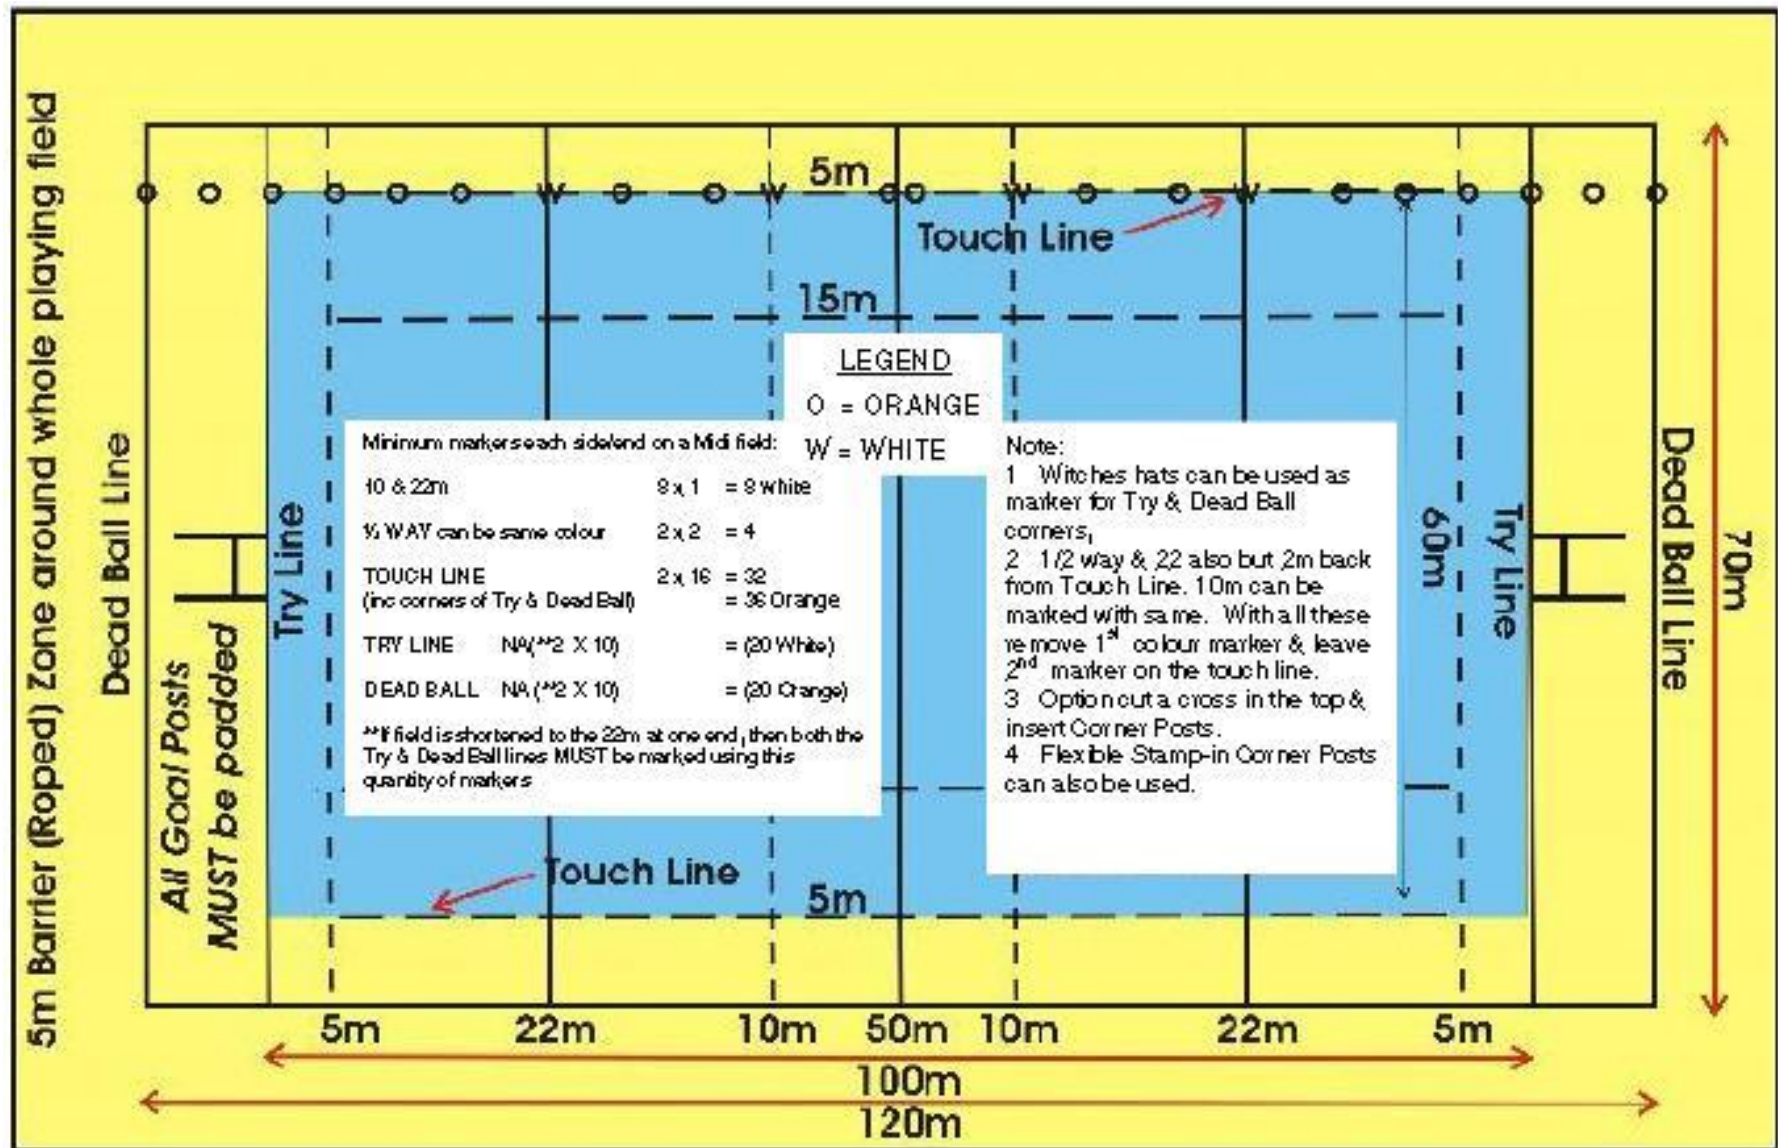 5m Barrier (Roped) Zone around whole playing field
Dead Ball Line
All Goal Posts
MUST be padded
Try Line
5m
Touch Line
15m
LEGEND
O = ORANGE
W = WHITE
Minimum markers each side/end on a Midi field:
10 & 22m 8 x 1 = 8 white
½ WAY can be same colour 2 x 2 = 4
TOUCH LINE 2 x 16 = 32
(inc corners of Try & Dead Ball) = 36 Orange
TRY LINE NA(**2 X 10) = (20 White)
DEAD BALL NA (**2 X 10) = (20 Orange)
**If field is shortened to the 22m at one end, then both the
Try & Dead Ball lines MUST be marked using this
quantity of markers
Note:
1 Witches hats can be used as
marker for Try & Dead Ball
corners,
2 1/2 way & 22 also but 2m back
from Touch Line. 10m can be
marked with same. With all these
remove 1st colour marker & leave
2nd marker on the touch line.
3 Option cut a cross in the top &
insert Corner Posts.
4 Flexible Stamp-in Corner Posts
can also be used.
60m
Try Line
Dead Ball Line
70m
Touch Line
5m
5m 22m 10m 50m 10m 22m 5m
100m
120m
O O O O O O W O O W O O W O O W O O O O O O